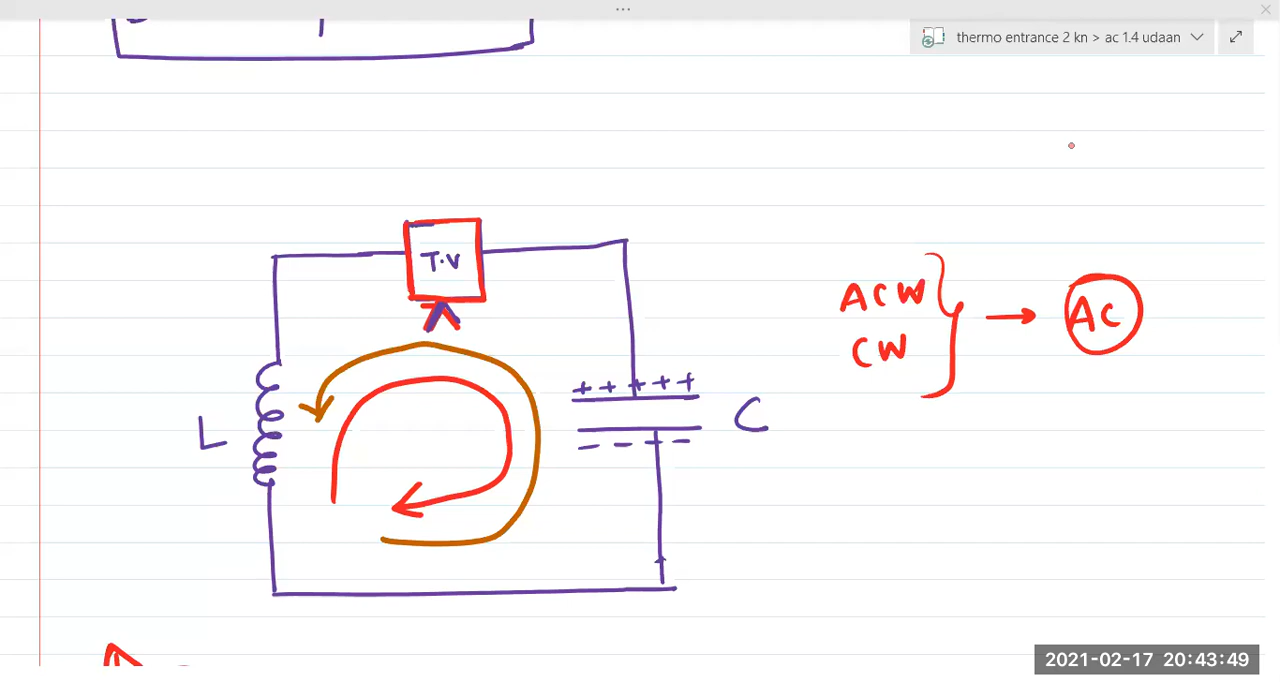 thermo entrance 2 kn > ac 1.4 udaan
T.V
ACW
CW
AC
+ + + + +
C
L
2021-02-17 20:43:49